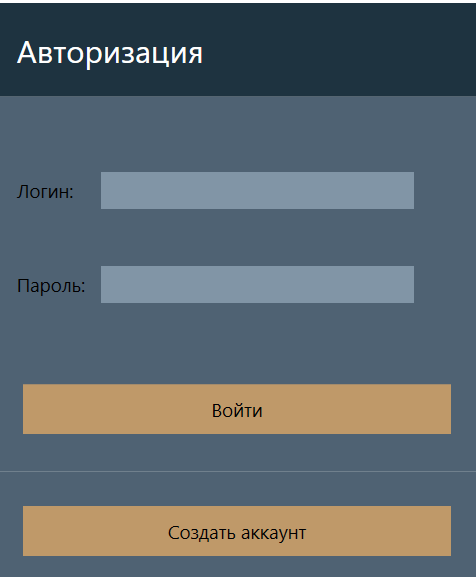 Авторизация
Логин:
Пароль:
Войти
Создать аккаунт